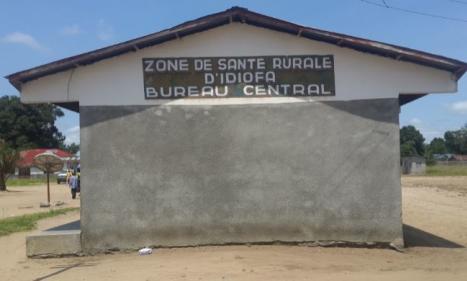 ZONE DE SANTE RURALE
D'IDIOFA
BUREAU CENTRAL